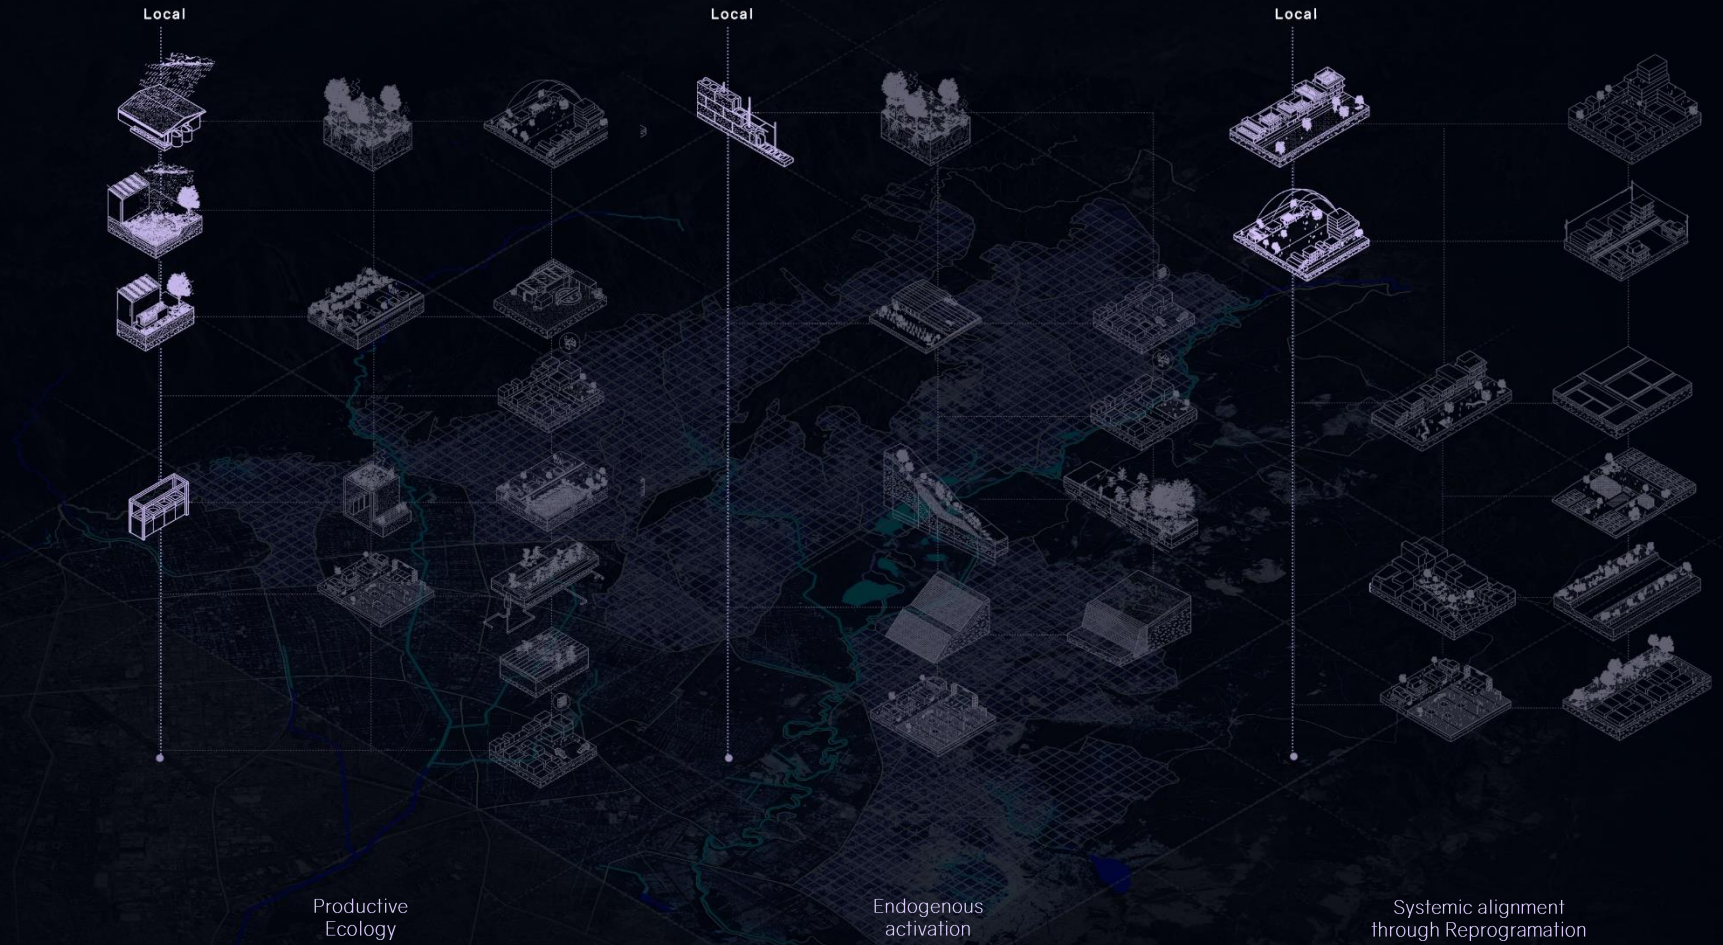 Local
Local
Local
Productive
Ecology
Endogenous
activation
Systemic alignment
through Reprogramation